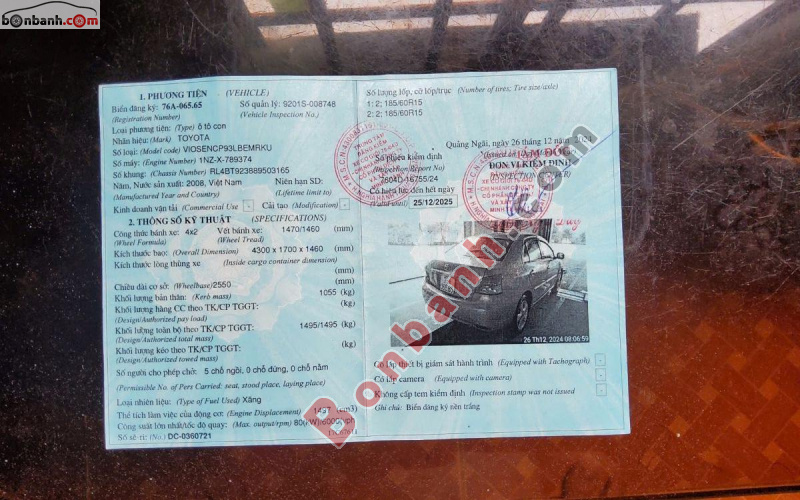 bonbanh.com
1. PHƯƠNG TIỆN (VEHICLE)
Biển đăng ký: 76A-065.65 Số quản lý: 9201S-008748
(Registration Number) (Vehicle Inspection No.)
Loại phương tiện: (Type) ô tô con
Nhãn hiệu: (Mark) TOYOTA
Số loại: (Model code) VIOSENCP93LBEMRKU
Số máy: (Engine Number) 1NZ-X-789374
Số khung: (Chassis Number) RL4BT923889503165
Năm, Nước sản xuất: 2008, Việt Nam Niên hạn SD:
(Manufactured Year and Country) (Lifetime limit to)
Kinh doanh vận tải (Commercial Use) Cải tạo (Modification)
2. THÔNG SỐ KỸ THUẬT (SPECIFICATIONS)
Công thức bánh xe: 4x2 Vết bánh xe: 1470/1460 (mm)
(Wheel Formula) (Wheel Tread)
Kích thước bao: (Overall Dimension) 4300 x 1700 x 1460 (mm)
Kích thước lòng thùng xe (Inside cargo container dimension)
(mm)
Chiều dài cơ sở: (Wheelbase) 2550 (mm)
Khối lượng bản thân: (Kerb mass) 1055 (kg)
Khối lượng hàng CC theo TK/CP TGGT: (kg)
(Design/Authorized pay load)
Khối lượng toàn bộ theo TK/CP TGGT: 1495/1495 (kg)
(Design/Authorized total mass)
Khối lượng kéo theo TK/CP TGGT: (kg)
(Design/Authorized towed mass)
Số người cho phép chở: 5 chỗ ngồi, 0 chỗ đứng, 0 chỗ nằm
(Permissible No. of Pers Carried: seat, stood place, laying place)
Loại nhiên liệu: (Type of Fuel Used) Xăng
Thể tích làm việc của động cơ: (Engine Displacement) 1497 (cm3)
Công suất lớn nhất/tốc độ quay: (Max. output/rpm) 80(kW)/6000vph
Số sê-ri: (No.) DC-0360721
Số lượng lốp, cỡ lốp/trục (Number of tires; Tire size/axle)
1: 2; 185/60R15
2: 2; 185/60R15
Quảng Ngãi, ngày 26 tháng 12 năm 2024
Số phiếu kiểm định ĐƠN VỊ KIỂM ĐỊNH
(Inspection Report No)
7604D-16755/24
Có hiệu lực đến hết ngày
25/12/2025
26 Th12, 2024 08:06:59
Có lắp thiết bị giám sát hành trình (Equipped with Tachograph)
Có lắp camera (Equipped with camera)
Không cấp tem kiểm định (Inspection stamp was not issued
Ghi chú: Biển đăng ký nền trắng
Bonbanh.com